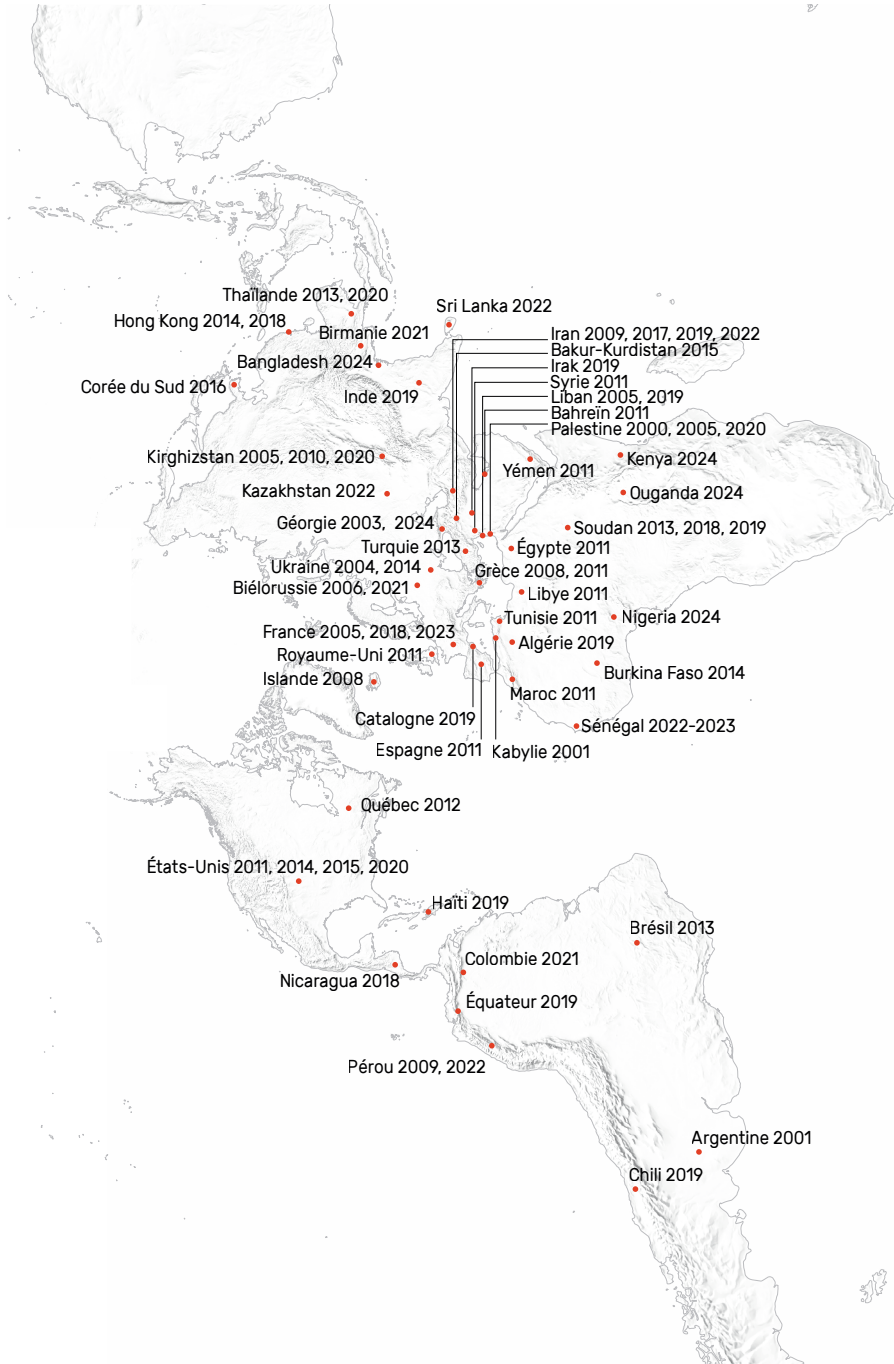 Thaïlande 2013, 2020
Sri Lanka 2022
Hong Kong 2014, 2018
Birmanie 2021
Iran 2009, 2017, 2019, 2022
Bakur-Kurdistan 2015
Bangladesh 2024
Irak 2019
Syrie 2011
Corée du Sud 2016
Inde 2019
Liban 2005, 2019
Bahreïn 2011
Palestine 2000, 2005, 2020
Kirghizstan 2005, 2010, 2020
Yémen 2011
Kenya 2024
Kazakhstan 2022
Ouganda 2024
Géorgie 2003, 2024
Soudan 2013, 2018, 2019
Turquie 2013
Égypte 2011
Ukraine 2004, 2014
Grèce 2008, 2011
Biélorussie 2006, 2021
Libye 2011
Tunisie 2011
Nigeria 2024
France 2005, 2018, 2023
Algérie 2019
Royaume-Uni 2011
Burkina Faso 2014
Islande 2008
Maroc 2011
Catalogne 2019
Sénégal 2022-2023
Espagne 2011
Kabylie 2001
Québec 2012
États-Unis 2011, 2014, 2015, 2020
Haïti 2019
Brésil 2013
Colombie 2021
Nicaragua 2018
Équateur 2019
Pérou 2009, 2022
Argentine 2001
Chili 2019